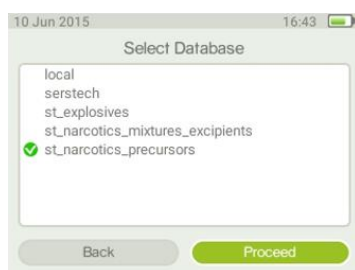 10 Jun 2015 16:43
Select Database
local
serstech
st_explosives
st_narcotics_mixtures_excipients
st_narcotics_precursors
Back Proceed